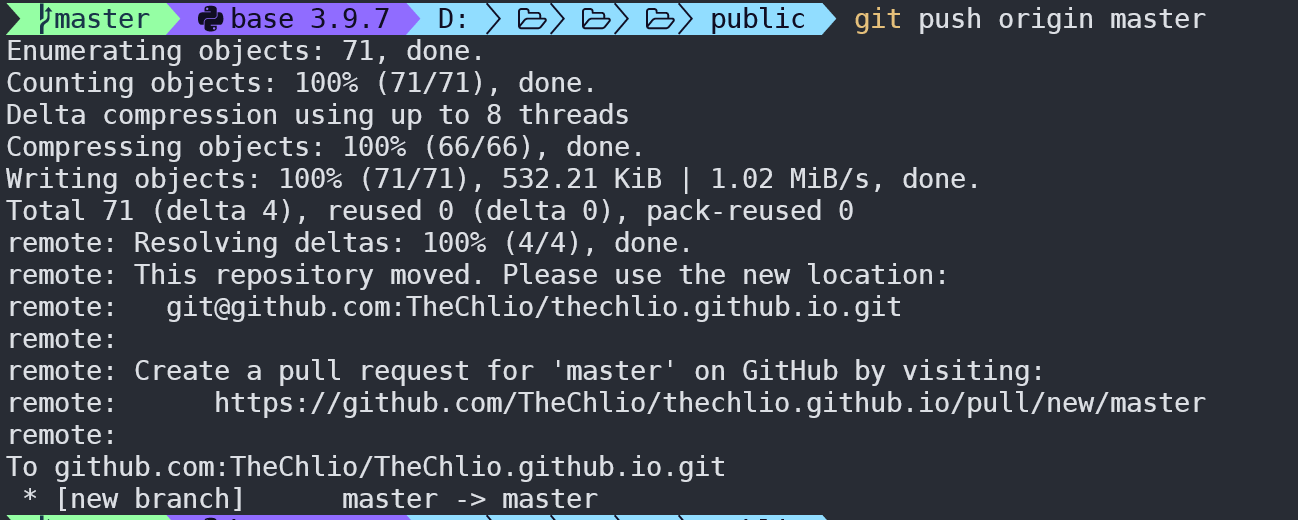 master base 3.9.7 D: public git push origin master
Enumerating objects: 71, done.
Counting objects: 100% (71/71), done.
Delta compression using up to 8 threads
Compressing objects: 100% (66/66), done.
Writing objects: 100% (71/71), 532.21 KiB | 1.02 MiB/s, done.
Total 71 (delta 4), reused 0 (delta 0), pack-reused 0
remote: Resolving deltas: 100% (4/4), done.
remote: This repository moved. Please use the new location:
remote:   git@github.com:TheChlio/thechlio.github.io.git
remote:
remote: Create a pull request for 'master' on GitHub by visiting:
remote:      https://github.com/TheChlio/thechlio.github.io/pull/new/master
remote:
To github.com:TheChlio/TheChlio.github.io.git
 * [new branch]      master -> master